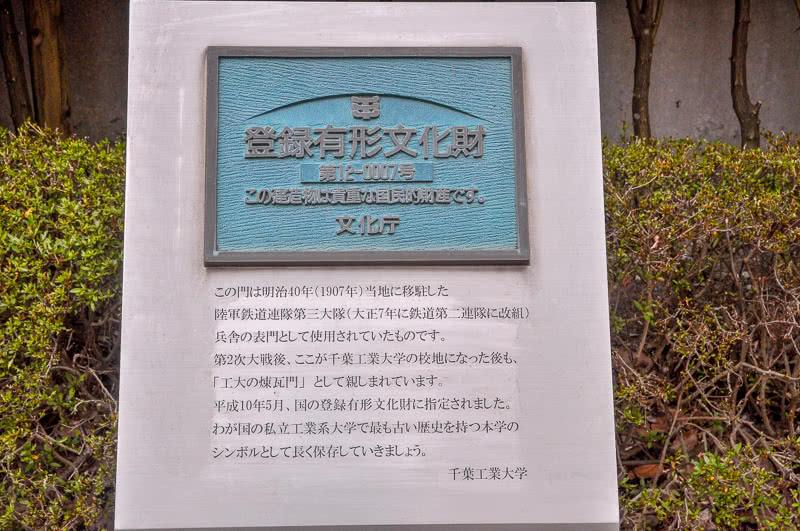 登録有形文化財
第12-0007号
この建造物は貴重な国民的財産です。
文化庁
この門は明治40年(1907年)当地に移駐した
陸軍鉄道連隊第三大隊(大正7年に鉄道第二連隊に改組)
兵舎の表門として使用されていたものです。
第2次大戦後、ここが千葉工業大学の校地になった後も、
「工大の煉瓦門」として親しまれています。
平成10年5月、国の登録有形文化財に指定されました。
わが国の私立工業系大学で最も古い歴史を持つ本学の
シンボルとして長く保存していきましょう。
千葉工業大学